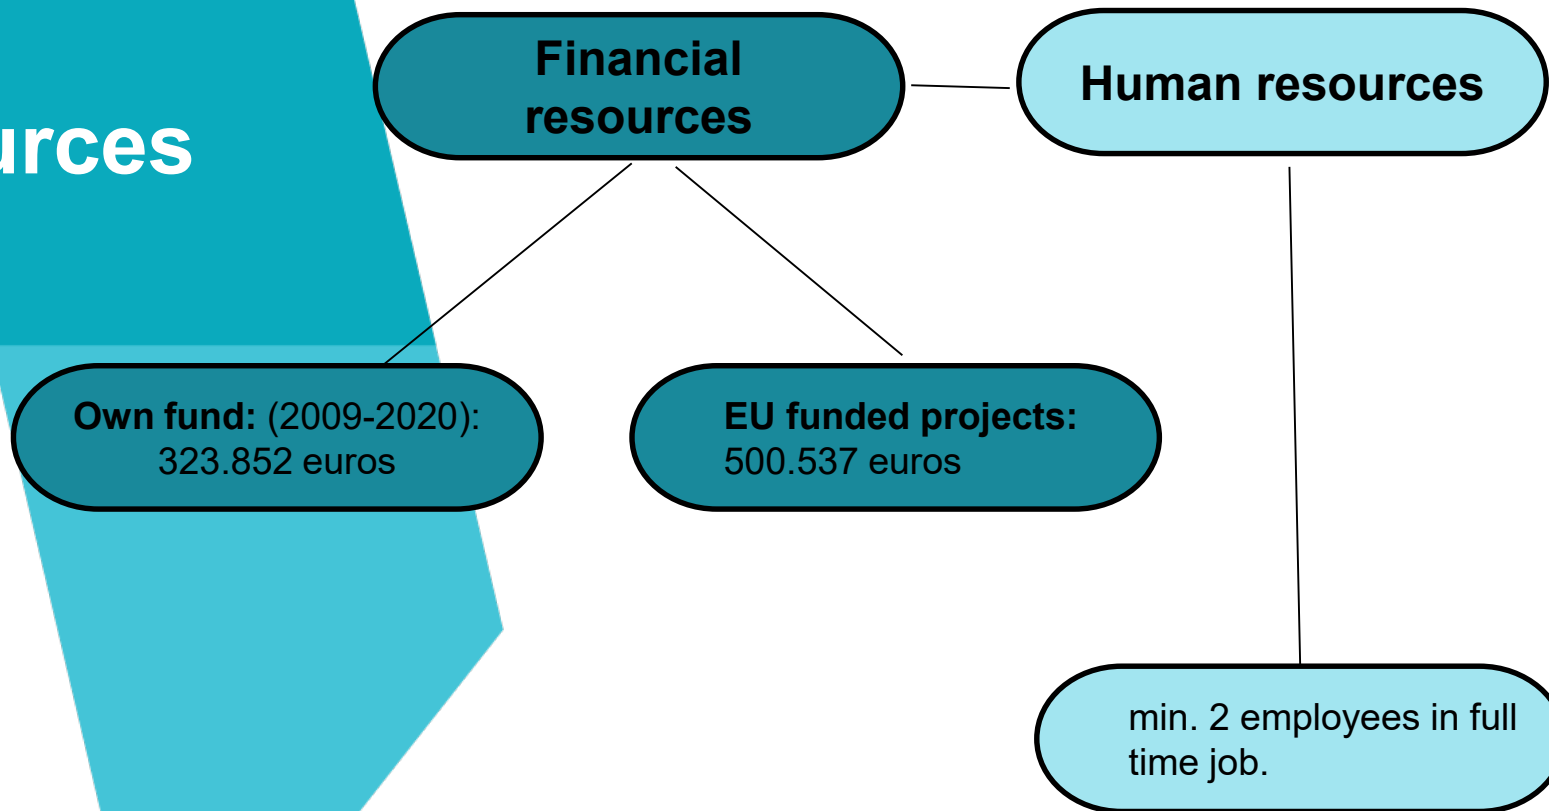 urces
Financial
resources
Human resources
Own fund: (2009-2020):
323.852 euros
EU funded projects:
500.537 euros
min. 2 employees in full
time job.